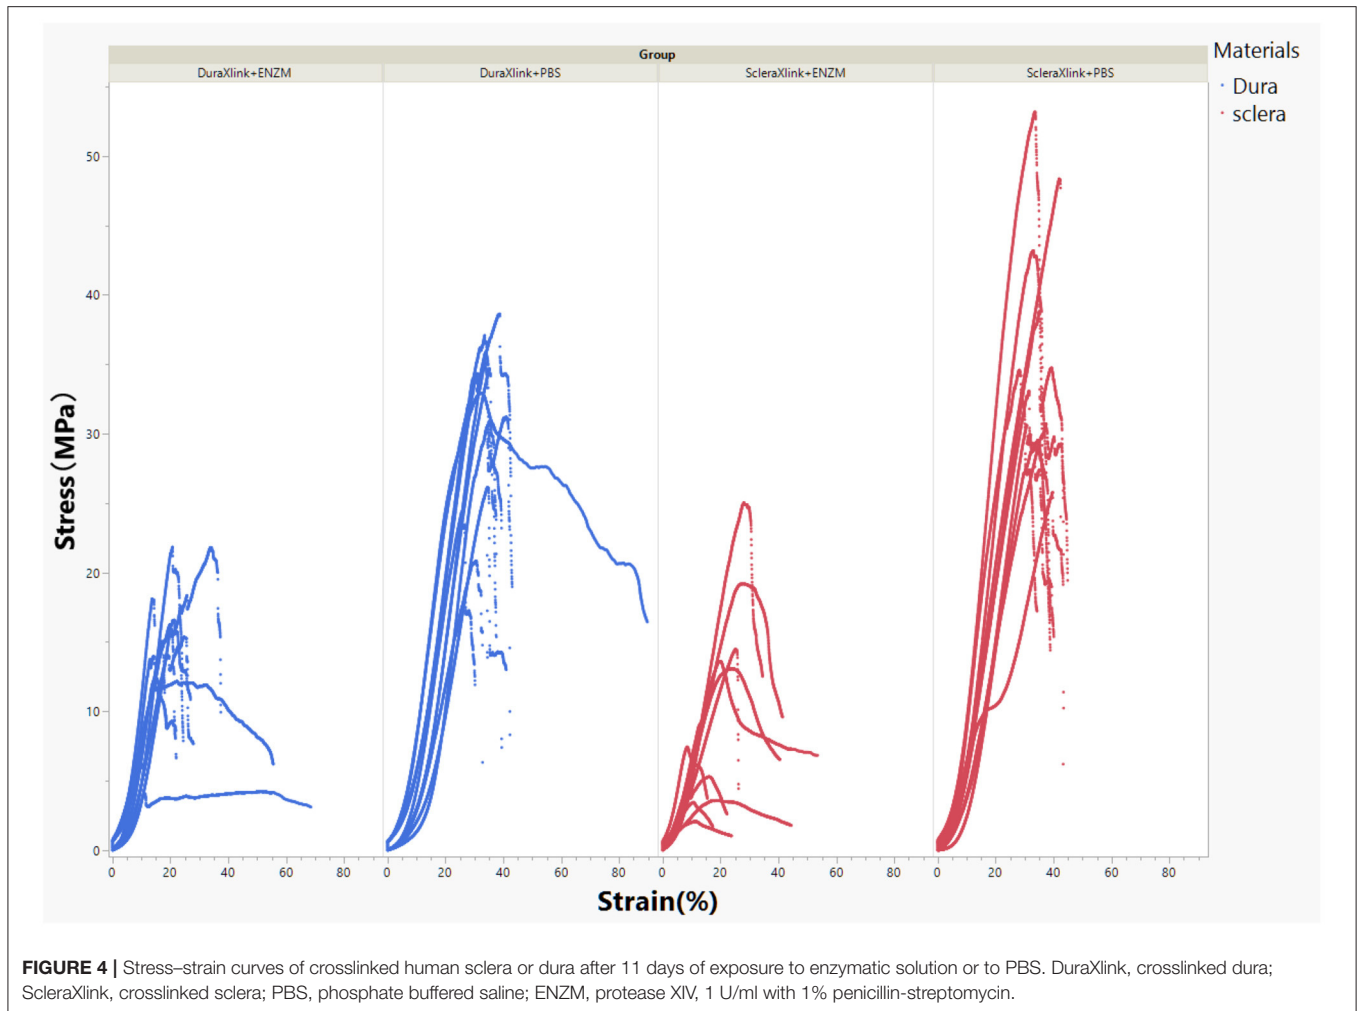 Group
DuraXlink+ENZM DuraXlink+PBS ScleraXlink+ENZM ScleraXlink+PBS
Materials
Dura
sclera
50
40
30
20
10
0
Stress(MPa)
0 20 40 60 80 0 20 40 60 80 0 20 40 60 80 0 20 40 60 80
Strain(%)
FIGURE 4 | Stress–strain curves of crosslinked human sclera or dura after 11 days of exposure to enzymatic solution or to PBS. DuraXlink, crosslinked dura;
ScleraXlink, crosslinked sclera; PBS, phosphate buffered saline; ENZM, protease XIV, 1 U/ml with 1% penicillin-streptomycin.